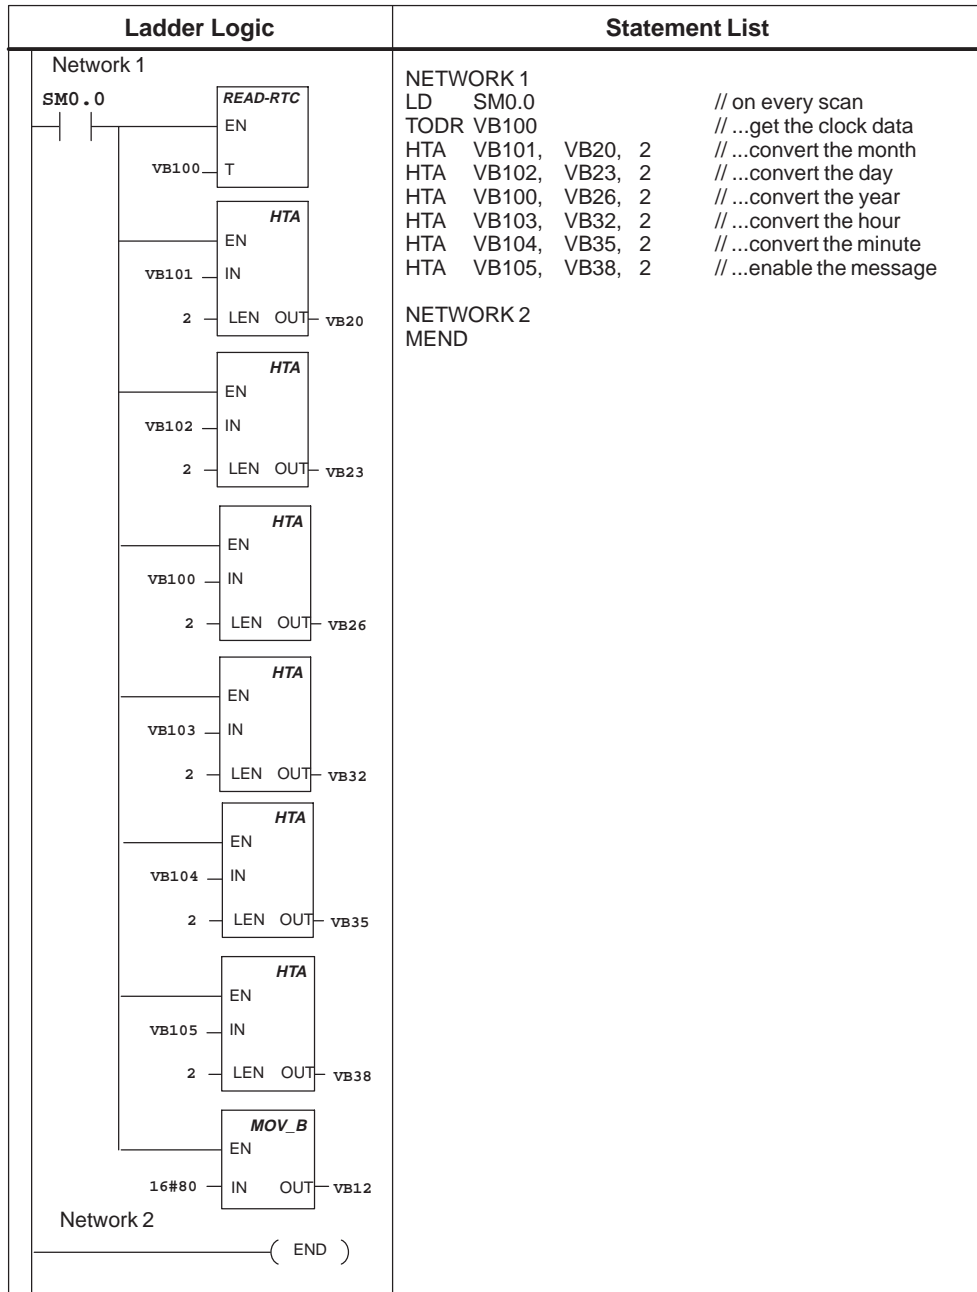 Ladder Logic
Statement List
Network 1
SM0.0
READ-RTC
EN
VB100 T
HTA
EN
VB101 IN
2 LEN OUT VB20
HTA
EN
VB102 IN
2 LEN OUT VB23
HTA
EN
VB100 IN
2 LEN OUT VB26
HTA
EN
VB103 IN
2 LEN OUT VB32
HTA
EN
VB104 IN
2 LEN OUT VB35
HTA
EN
VB105 IN
2 LEN OUT VB38
MOV_B
EN
16#80 IN OUT VB12
Network 2
( END )
NETWORK 1
LD SM0.0 // on every scan
TODR VB100 // ...get the clock data
HTA VB101, VB20, 2 // ...convert the month
HTA VB102, VB23, 2 // ...convert the day
HTA VB100, VB26, 2 // ...convert the year
HTA VB103, VB32, 2 // ...convert the hour
HTA VB104, VB35, 2 // ...convert the minute
HTA VB105, VB38, 2 // ...enable the message
NETWORK 2
MEND